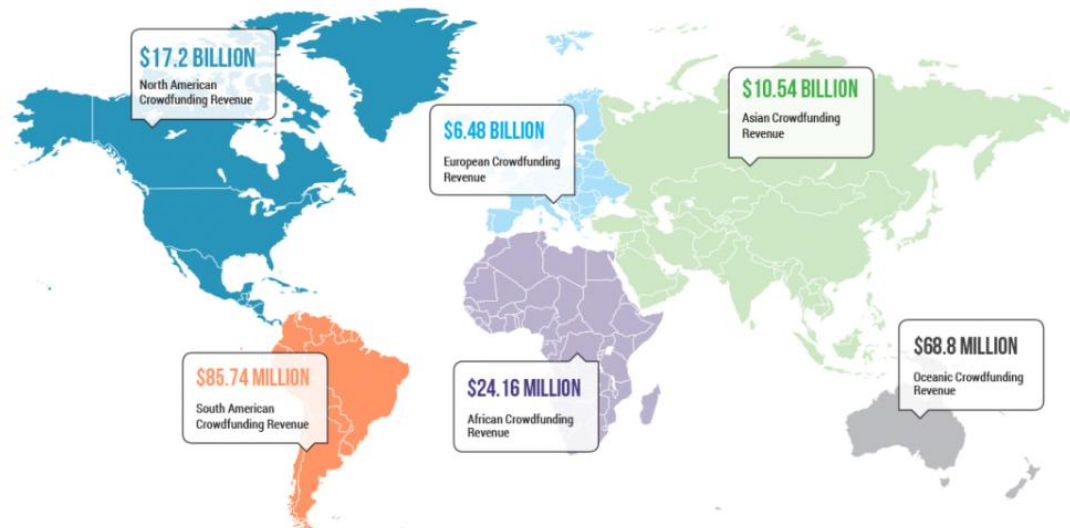 $17.2 BILLION
North American
Crowdfunding Revenue
$6.48 BILLION
European Crowdfunding
Revenue
$10.54 BILLION
Asian Crowdfunding
Revenue
$85.74 MILLION
South American
Crowdfunding Revenue
$24.16 MILLION
African Crowdfunding
Revenue
$68.8 MILLION
Oceanic Crowdfunding
Revenue